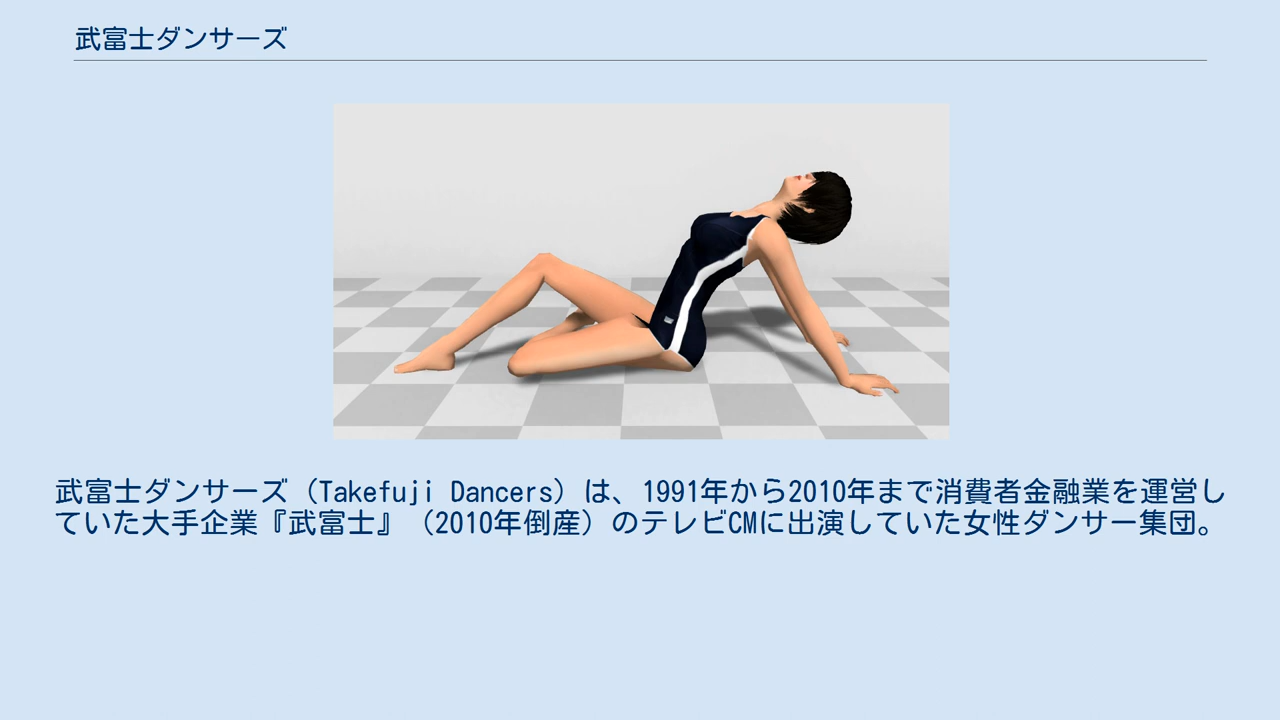 武富士ダンサーズ
武富士ダンサーズ（Takefuji Dancers）は、1991年から2010年まで消費者金融業を運営し
ていた大手企業『武富士』（2010年倒産）のテレビCMに出演していた女性ダンサー集団。